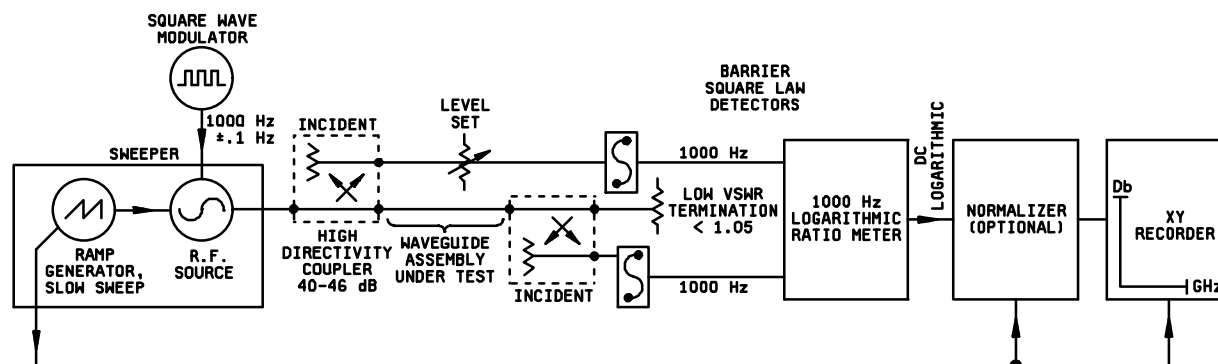 SQUARE WAVE
MODULATOR
1000 Hz
±.1 Hz
SWEEPER
RAMP
GENERATOR,
SLOW SWEEP
R.F.
SOURCE
INCIDENT
HIGH
DIRECTIVITY
COUPLER
40-46 dB
LEVEL
SET
WAVEGUIDE
ASSEMBLY
UNDER TEST
INCIDENT
BARRIER
SQUARE LAW
DETECTORS
1000 Hz
LOW VSWR
TERMINATION
< 1.05
1000 Hz
1000 Hz
LOGARITHMIC
RATIO METER
DC
LOGARITHMIC
NORMALIZER
(OPTIONAL)
Db
XY
RECORDER
GHz